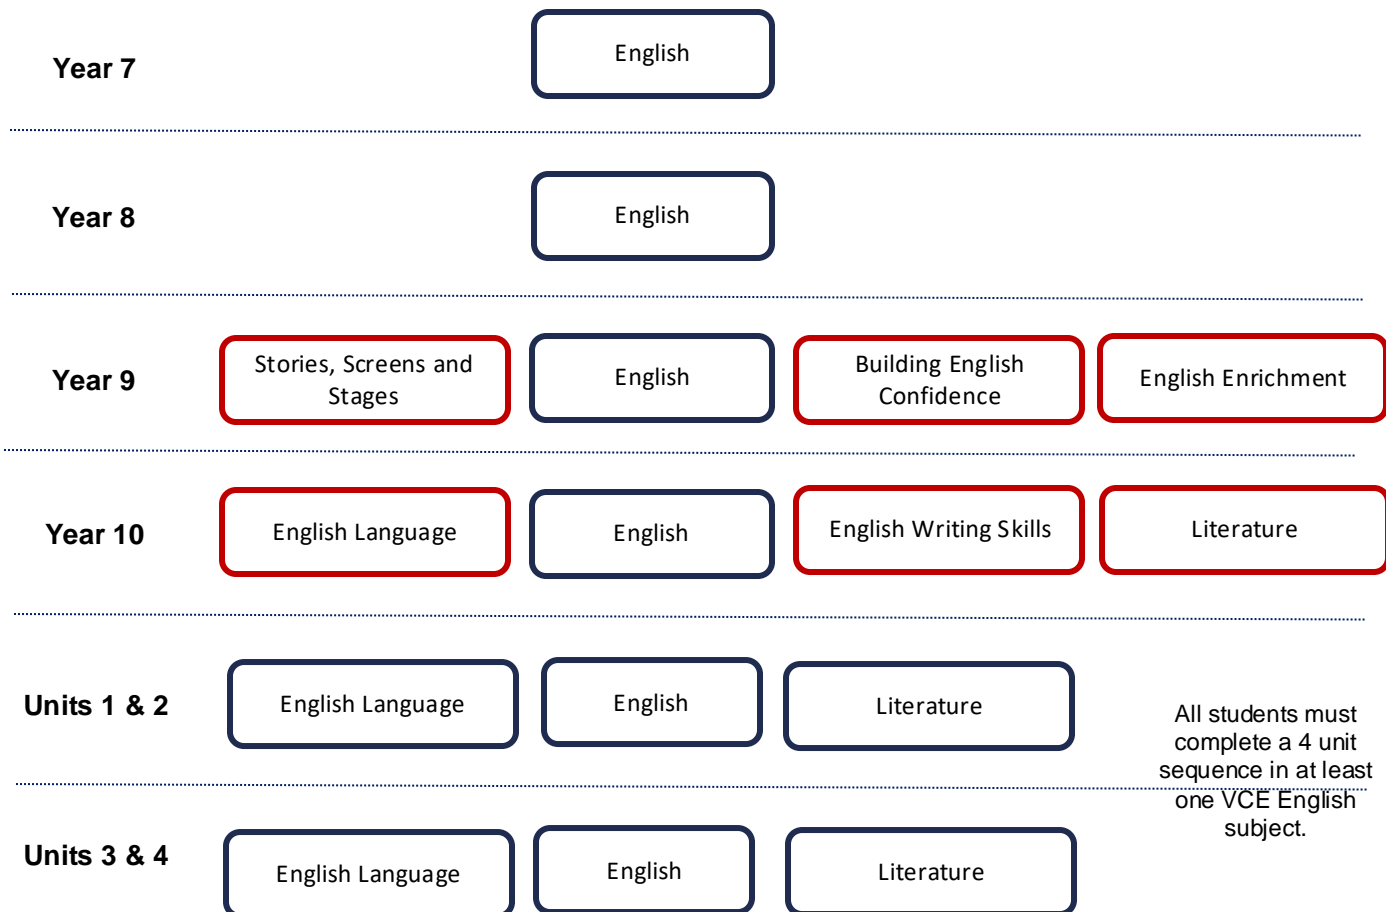 Year 7
English
Year 8
English
Year 9
Stories, Screens and
Stages
English
Building English
Confidence
English Enrichment
Year 10
English Language
English
English Writing Skills
Literature
Units 1 & 2
English Language
English
Literature
All students must
complete a 4 unit
sequence in at least
one VCE English
subject.
Units 3 & 4
English Language
English
Literature